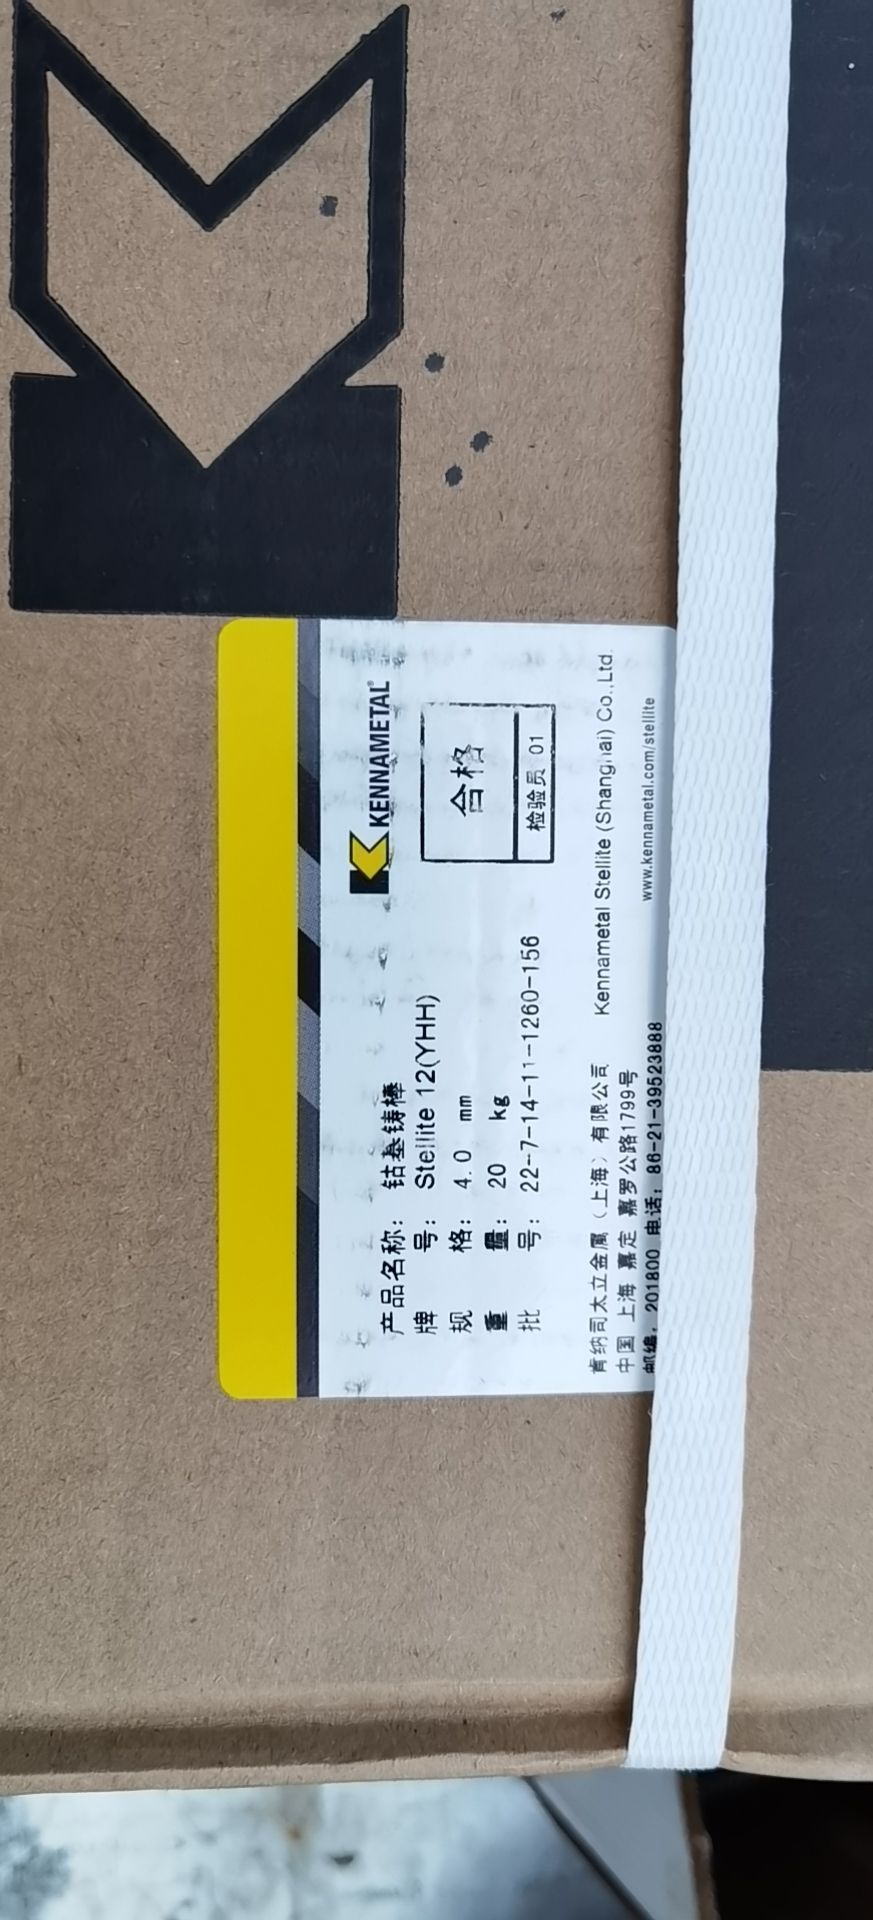 KENNAMETAL®
产品名称: 钴基铸棒
牌 号: Stellite 12(YHH)
规 格: 4.0 mm
重 量: 20 kg
批 号: 22-7-14-11-1260-156
合格
检验员 01
肯纳司太立金属（上海）有限公司 Kennametal Stellite (Shanghai) Co.,Ltd.
中国 上海 嘉定 嘉罗公路1799号
邮编: 201800 电话: 86-21-39523888 www.kennametal.com/stellite